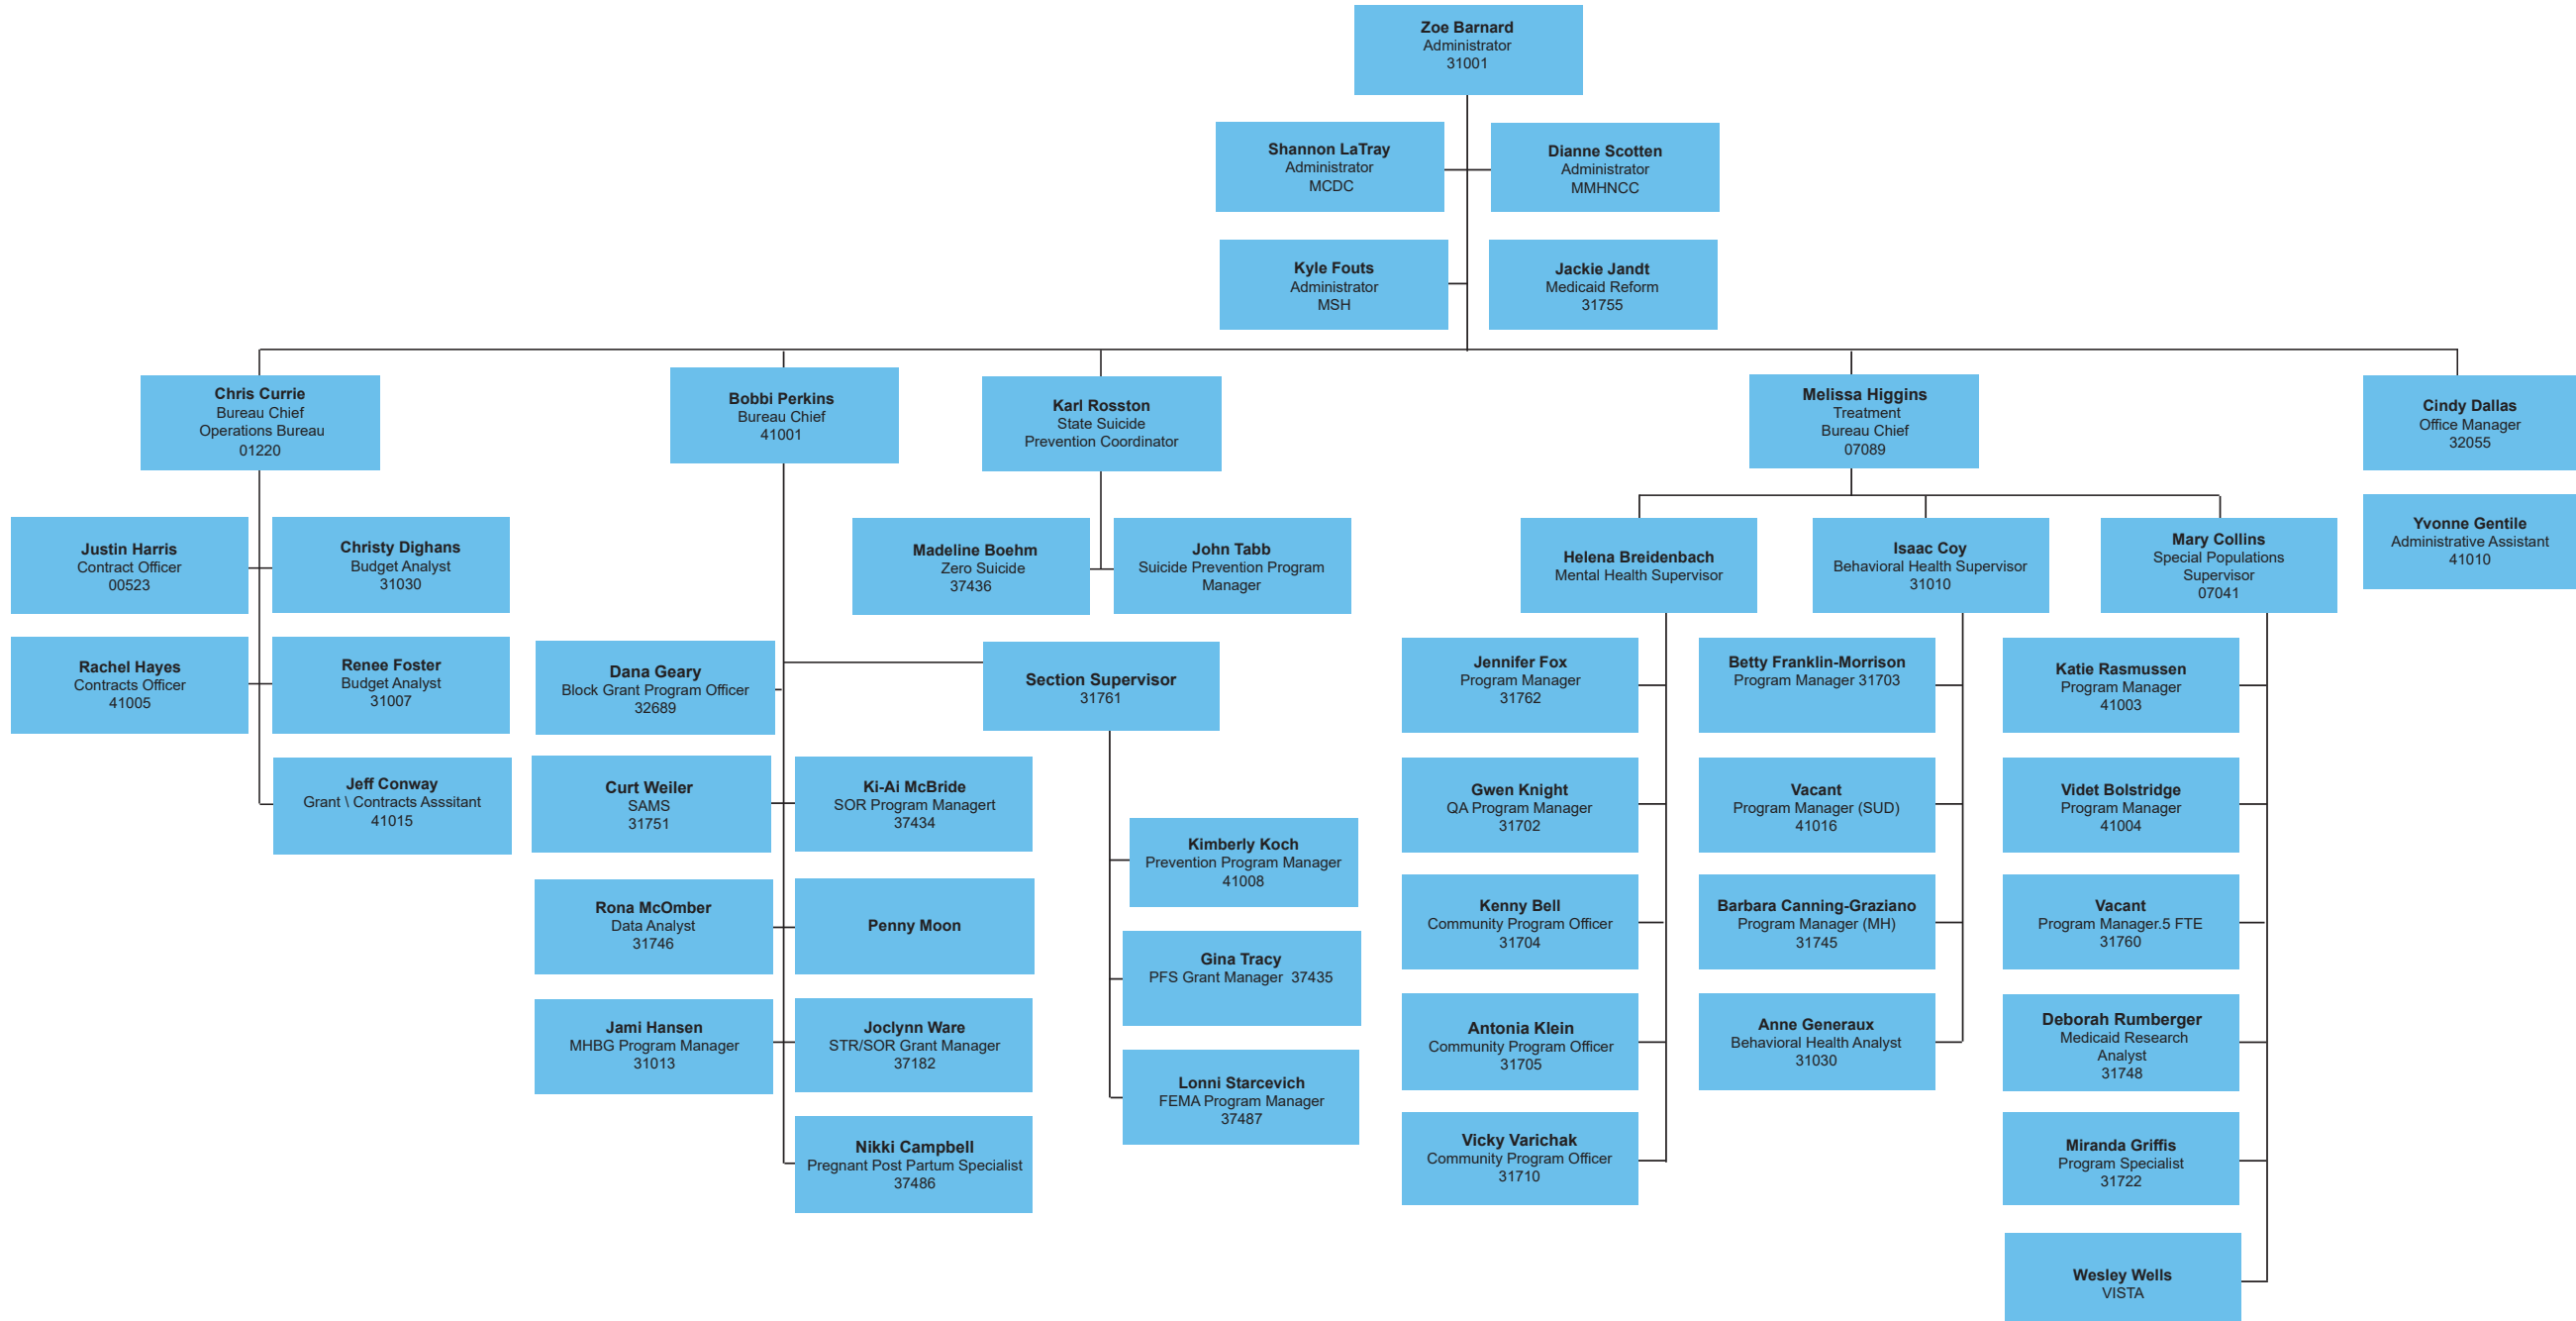 Zoe Barnard
Administrator
31001
Shannon LaTray
Administrator
MCDC
Dianne Scotten
Administrator
MMHNCC
Kyle Fouts
Administrator
MSH
Jackie Jandt
Medicaid Reform
31755
Chris Currie
Bureau Chief
Operations Bureau
01220
Bobbi Perkins
Bureau Chief
41001
Karl Rosston
State Suicide
Prevention Coordinator
Melissa Higgins
Treatment
Bureau Chief
07089
Cindy Dallas
Office Manager
32055
Justin Harris
Contract Officer
00523
Christy Dighans
Budget Analyst
31030
Madeline Boehm
Zero Suicide
37436
John Tabb
Suicide Prevention Program
Manager
Helena Breidenbach
Mental Health Supervisor
Isaac Coy
Behavioral Health Supervisor
31010
Mary Collins
Special Populations
Supervisor
07041
Yvonne Gentile
Administrative Assistant
41010
Rachel Hayes
Contracts Officer
41005
Renee Foster
Budget Analyst
31007
Dana Geary
Block Grant Program Officer
32689
Section Supervisor
31761
Jennifer Fox
Program Manager
31762
Betty Franklin-Morrison
Program Manager 31703
Katie Rasmussen
Program Manager
41003
Jeff Conway
Grant \ Contracts Asssitant
41015
Curt Weiler
SAMS
31751
Ki-Ai McBride
SOR Program Managert
37434
Kimberly Koch
Prevention Program Manager
41008
Gwen Knight
QA Program Manager
31702
Vacant
Program Manager (SUD)
41016
Videt Bolstridge
Program Manager
41004
Rona McOmber
Data Analyst
31746
Penny Moon
Gina Tracy
PFS Grant Manager  37435
Kenny Bell
Community Program Officer
31704
Barbara Canning-Graziano
Program Manager (MH)
31745
Vacant
Program Manager.5 FTE
31760
Jami Hansen
MHBG Program Manager
31013
Joclynn Ware
STR/SOR Grant Manager
37182
Lonni Starcevich
FEMA Program Manager
37487
Antonia Klein
Community Program Officer
31705
Anne Generaux
Behavioral Health Analyst
31030
Deborah Rumberger
Medicaid Research
Analyst
31748
Nikki Campbell
Pregnant Post Partum Specialist
37486
Vicky Varichak
Community Program Officer
31710
Miranda Griffis
Program Specialist
31722
Wesley Wells
VISTA